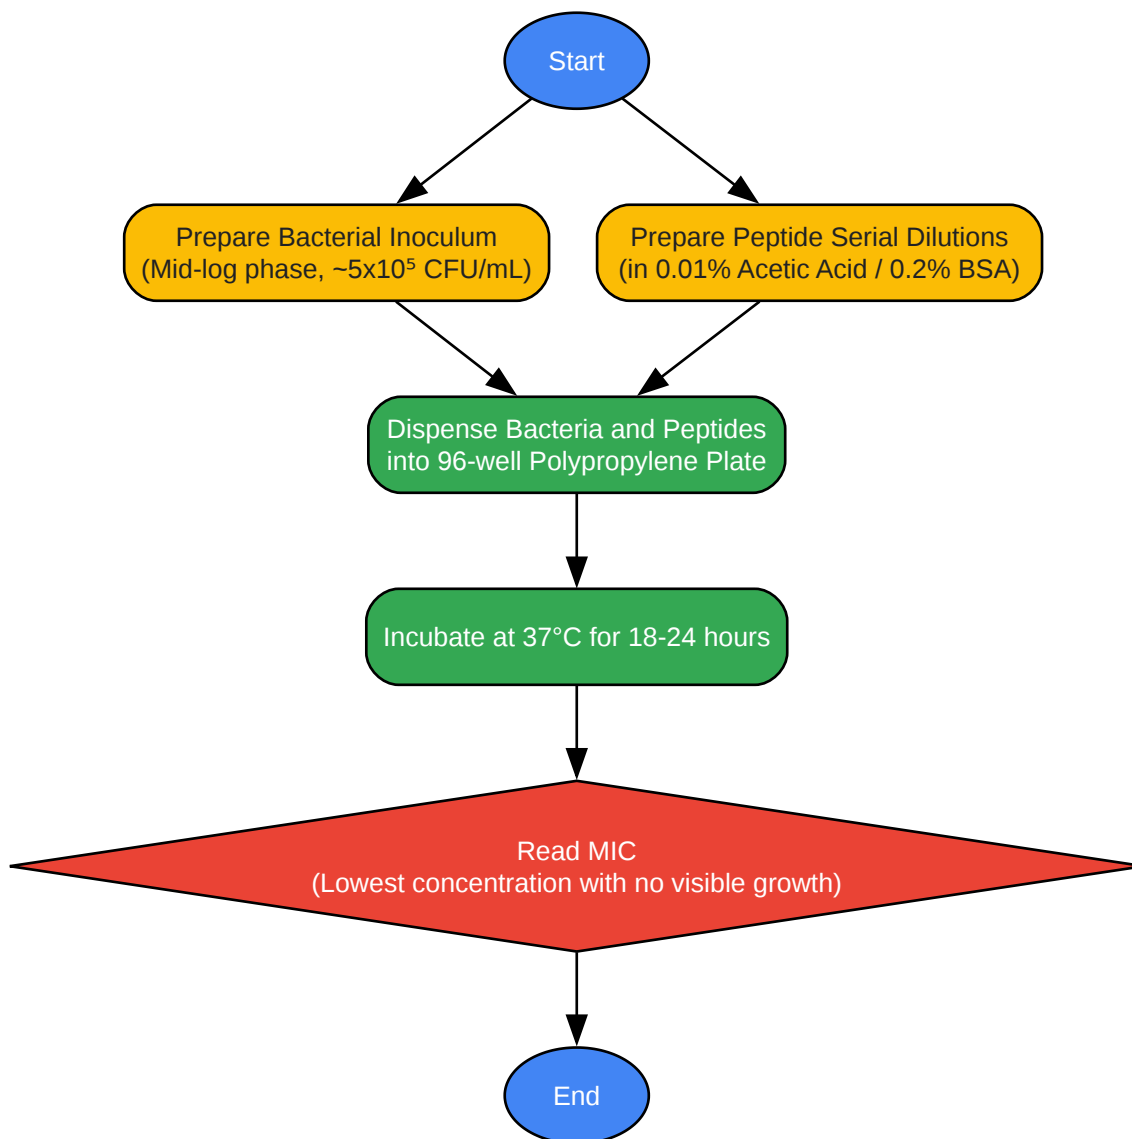 Start
Prepare Bacterial Inoculum
(Mid-log phase, ~5x10⁵ CFU/mL)
Prepare Peptide Serial Dilutions
(in 0.01% Acetic Acid / 0.2% BSA)
Dispense Bacteria and Peptides
into 96-well Polypropylene Plate
Incubate at 37°C for 18-24 hours
Read MIC
(Lowest concentration with no visible growth)
End